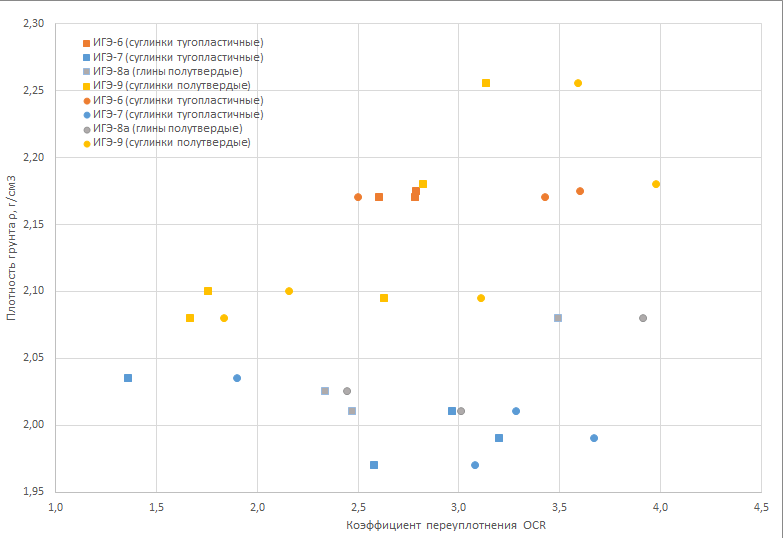 2,30
ИГЭ-6 (суглинки тугопластичные)
ИГЭ-7 (суглинки тугопластичные)
ИГЭ-8а (глины полутвердые)
ИГЭ-9 (суглинки полутвердые)
ИГЭ-6 (суглинки тугопластичные)
ИГЭ-7 (суглинки тугопластичные)
ИГЭ-8а (глины полутвердые)
ИГЭ-9 (суглинки полутвердые)
2,25
2,20
2,15
2,10
2,05
2,00
1,95
Плотность грунта ρ, г/см3
1,0 1,5 2,0 2,5 3,0 3,5 4,0 4,5
Коэффициент переуплотнения OCR